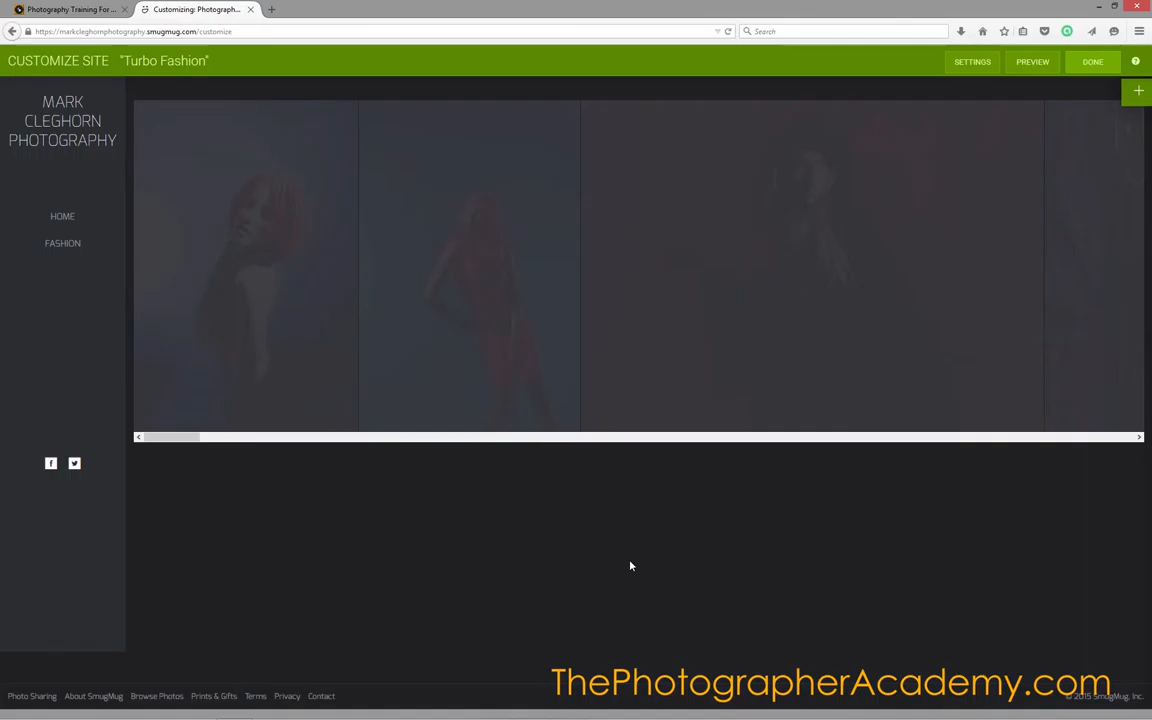 Photography Training For ...
Customizing: Photograph...
https://markcleghornphotography.smugmug.com/customize
Search
CUSTOMIZE SITE "Turbo Fashion"
SETTINGS
PREVIEW
DONE
?
+
MARK
CLEGHORN
PHOTOGRAPHY
HOME
FASHION
Photo Sharing
About SmugMug
Browse Photos
Prints & Gifts
Terms
Privacy
Contact
© 2015 SmugMug, Inc.
ThePhotographerAcademy.com